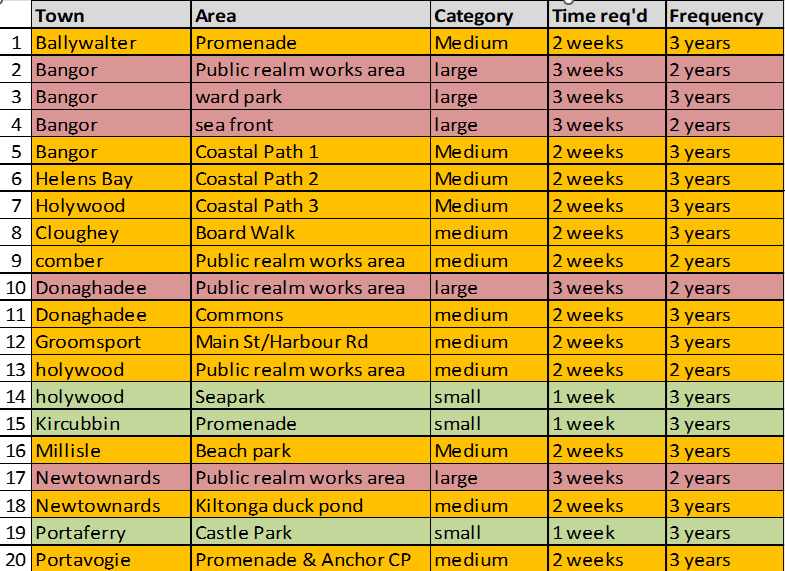 Town Area Category Time req'd Frequency
1 Ballywalter Promenade Medium 2 weeks 3 years
2 Bangor Public realm works area large 3 weeks 2 years
3 Bangor ward park large 3 weeks 3 years
4 Bangor sea front large 3 weeks 2 years
5 Bangor Coastal Path 1 Medium 2 weeks 3 years
6 Helens Bay Coastal Path 2 Medium 2 weeks 3 years
7 Holywood Coastal Path 3 Medium 2 weeks 3 years
8 Cloughey Board Walk medium 2 weeks 3 years
9 comber Public realm works area medium 2 weeks 2 years
10 Donaghadee Public realm works area large 3 weeks 2 years
11 Donaghadee Commons medium 2 weeks 3 years
12 Groomsport Main St/Harbour Rd medium 2 weeks 3 years
13 holywood Public realm works area medium 2 weeks 2 years
14 holywood Seapark small 1 week 3 years
15 Kircubbin Promenade small 1 week 3 years
16 Millisle Beach park Medium 2 weeks 3 years
17 Newtownards Public realm works area large 3 weeks 2 years
18 Newtownards Kiltonga duck pond medium 2 weeks 3 years
19 Portaferry Castle Park small 1 week 3 years
20 Portavogie Promenade & Anchor CP medium 2 weeks 3 years